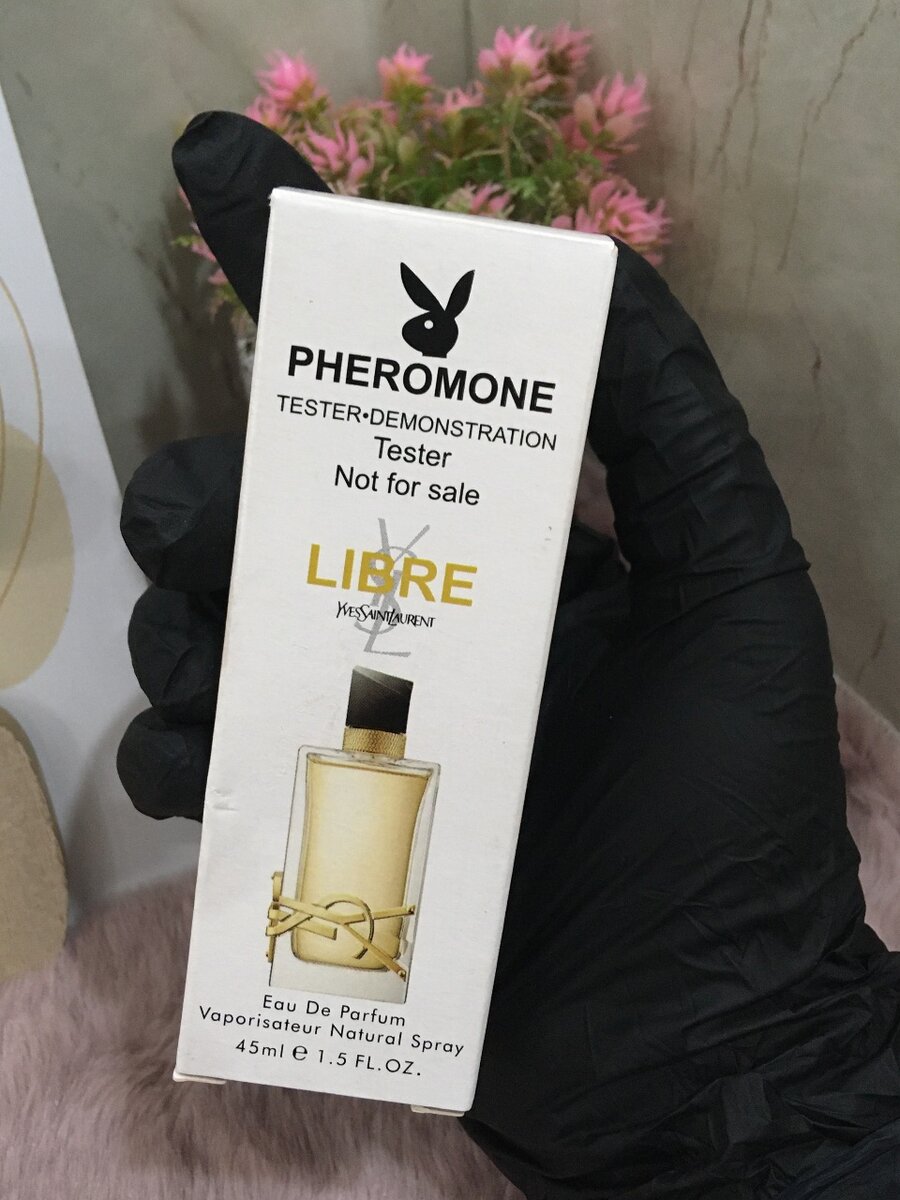 PHEROMONE
TESTER•DEMONSTRATION
Tester
Not for sale
YSL
LIBRE
YVESSAINTLAURENT
Eau De Parfum
Vaporisateur Natural Spray
45ml ℮ 1.5 FL.OZ.